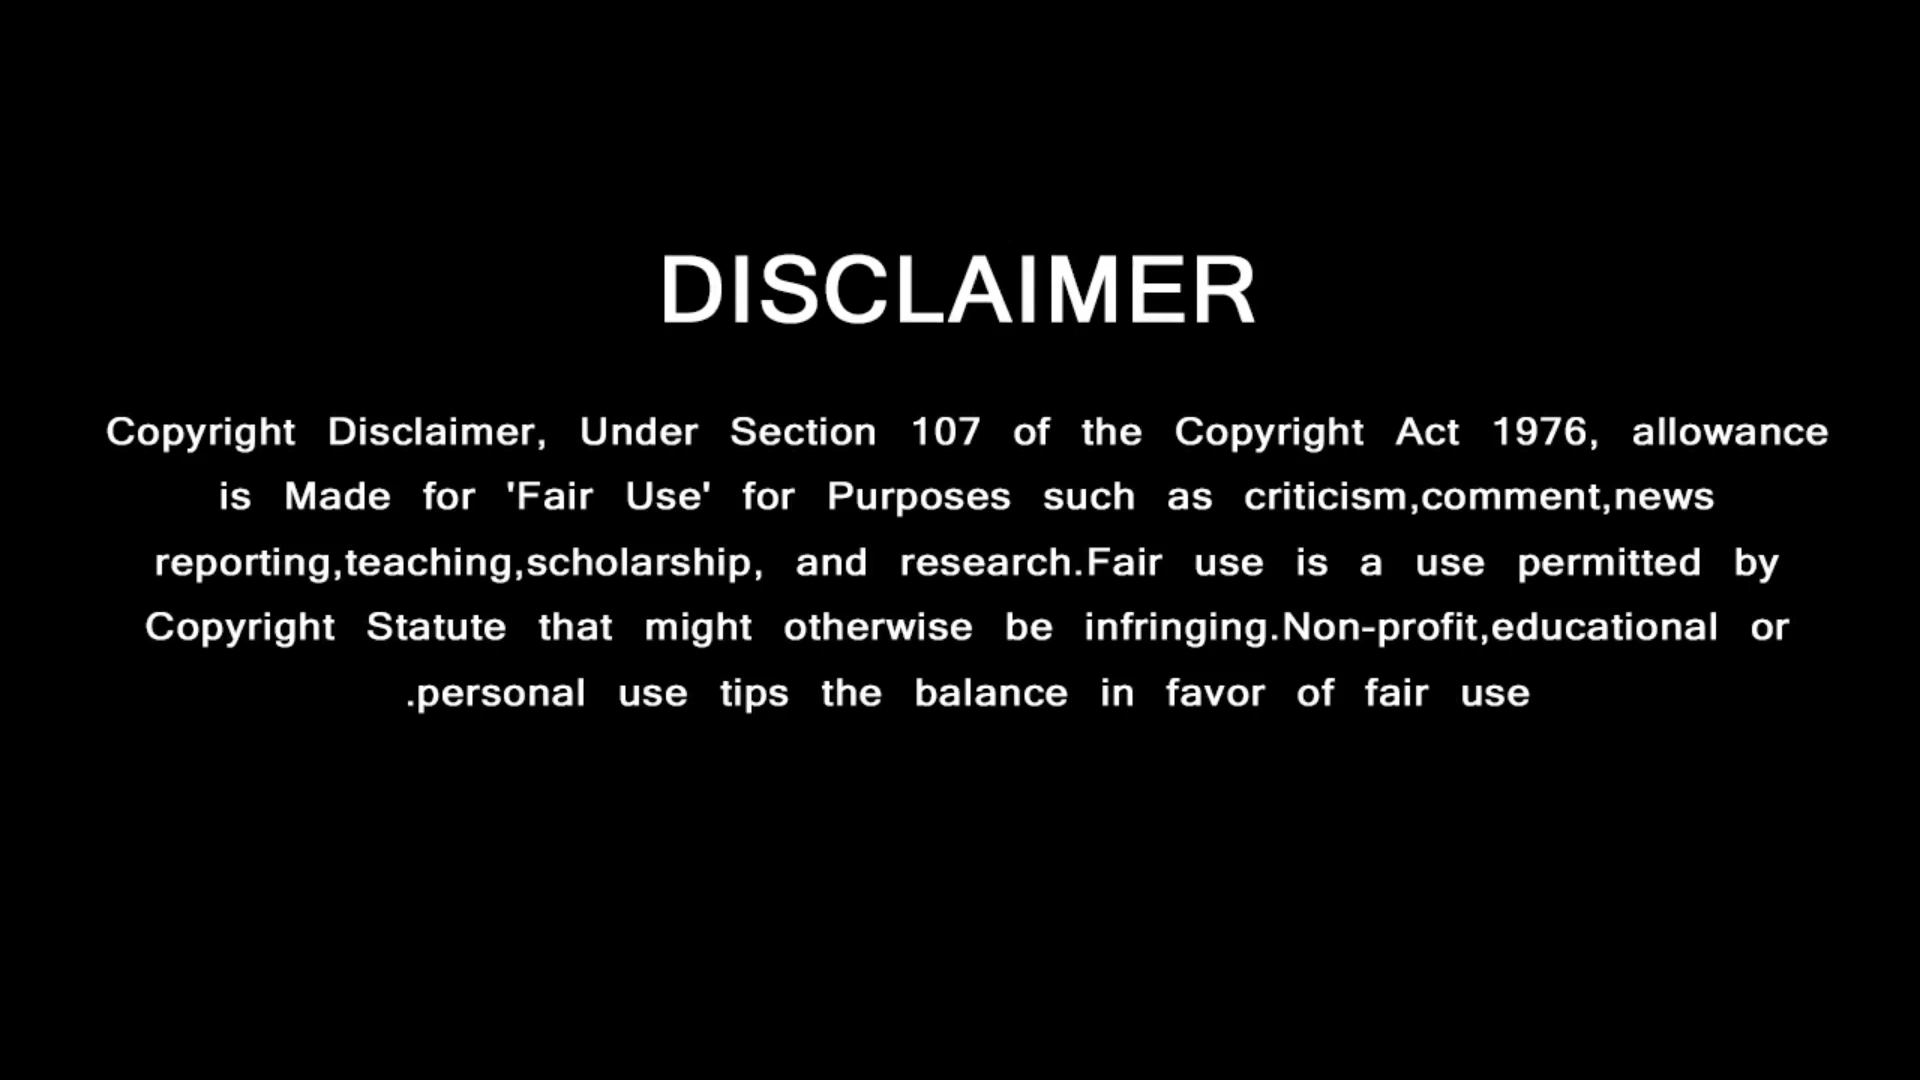 DISCLAIMER
Copyright Disclaimer, Under Section 107 of the Copyright Act 1976, allowance
is Made for 'Fair Use' for Purposes such as criticism,comment,news
reporting,teaching,scholarship, and research.Fair use is a use permitted by
Copyright Statute that might otherwise be infringing.Non-profit,educational or
.personal use tips the balance in favor of fair use